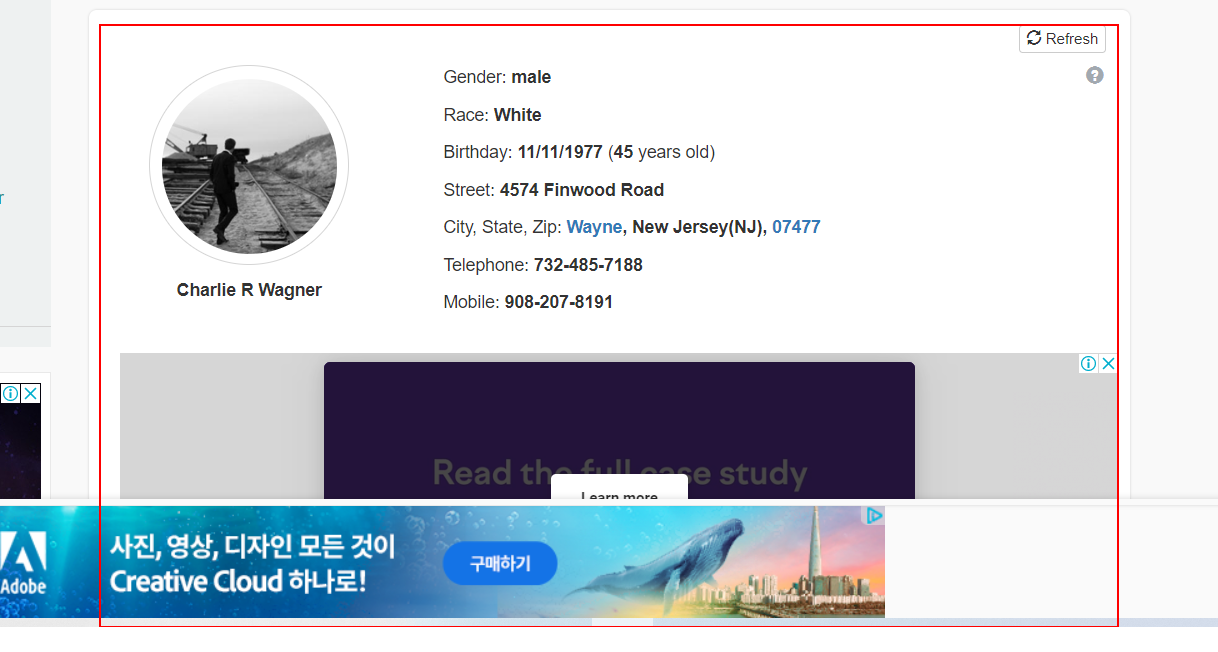 Refresh
Gender: male
Race: White
Birthday: 11/11/1977 (45 years old)
Street: 4574 Finwood Road
City, State, Zip: Wayne, New Jersey(NJ), 07477
Telephone: 732-485-7188
Mobile: 908-207-8191
Charlie R Wagner
r
Read the full case study
Learn more
Adobe
사진, 영상, 디자인 모든 것이
Creative Cloud 하나로!
구매하기